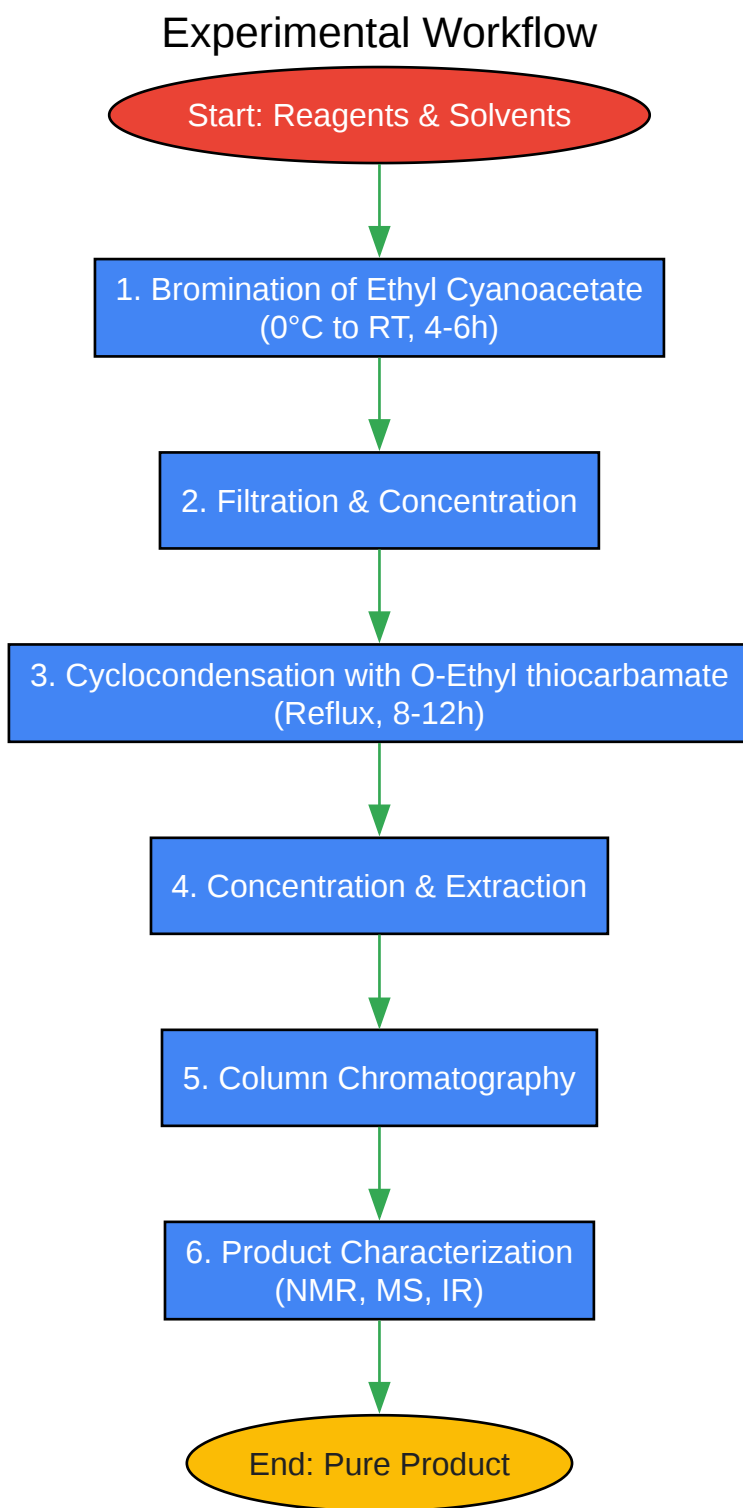 Experimental Workflow
Start: Reagents & Solvents
1. Bromination of Ethyl Cyanoacetate
(0°C to RT, 4-6h)
2. Filtration & Concentration
3. Cyclocondensation with O-Ethyl thiocarbamate
(Reflux, 8-12h)
4. Concentration & Extraction
5. Column Chromatography
6. Product Characterization
(NMR, MS, IR)
End: Pure Product